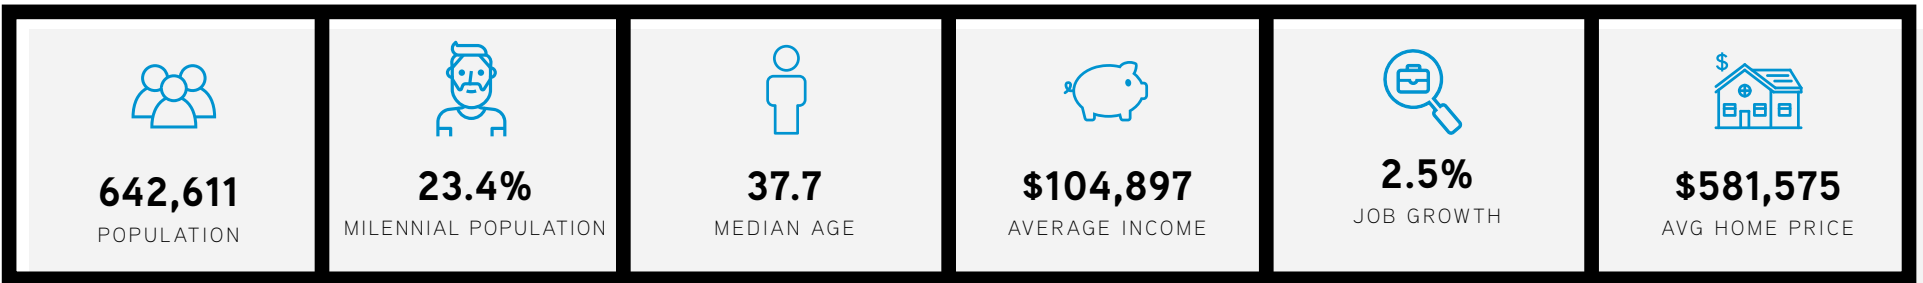 642,611
POPULATION
23.4%
MILENNIAL POPULATION
37.7
MEDIAN AGE
$104,897
AVERAGE INCOME
2.5%
JOB GROWTH
$
$581,575
AVG HOME PRICE